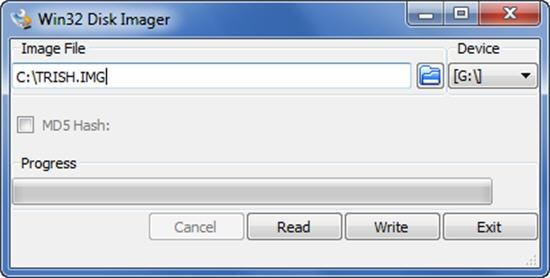 Win32 Disk Imager
Image File
Device
C:\TRISH.IMG
[G:\]
MD5 Hash:
Progress
Cancel
Read
Write
Exit